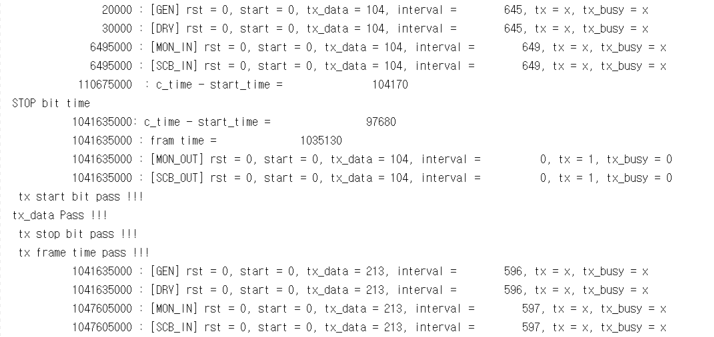 20000 : [GEN] rst = 0, start = 0, tx_data = 104, interval = 645, tx = x, tx_busy = x
30000 : [DRY] rst = 0, start = 0, tx_data = 104, interval = 645, tx = x, tx_busy = x
6495000 : [MON_IN] rst = 0, start = 0, tx_data = 104, interval = 649, tx = x, tx_busy = x
6495000 : [SCB_IN] rst = 0, start = 0, tx_data = 104, interval = 649, tx = x, tx_busy = x
110675000 : c_time - start_time = 104170
STOP bit time
1041635000: c_time - start_time = 97680
1041635000 : fram time = 1035130
1041635000 : [MON_OUT] rst = 0, start = 0, tx_data = 104, interval = 0, tx = 1, tx_busy = 0
1041635000 : [SCB_OUT] rst = 0, start = 0, tx_data = 104, interval = 0, tx = 1, tx_busy = 0
tx start bit pass !!!
tx_data Pass !!!
tx stop bit pass !!!
tx frame time pass !!!
1041635000 : [GEN] rst = 0, start = 0, tx_data = 213, interval = 596, tx = x, tx_busy = x
1041635000 : [DRY] rst = 0, start = 0, tx_data = 213, interval = 596, tx = x, tx_busy = x
1047605000 : [MON_IN] rst = 0, start = 0, tx_data = 213, interval = 597, tx = x, tx_busy = x
1047605000 : [SCB_IN] rst = 0, start = 0, tx_data = 213, interval = 597, tx = x, tx_busy = x